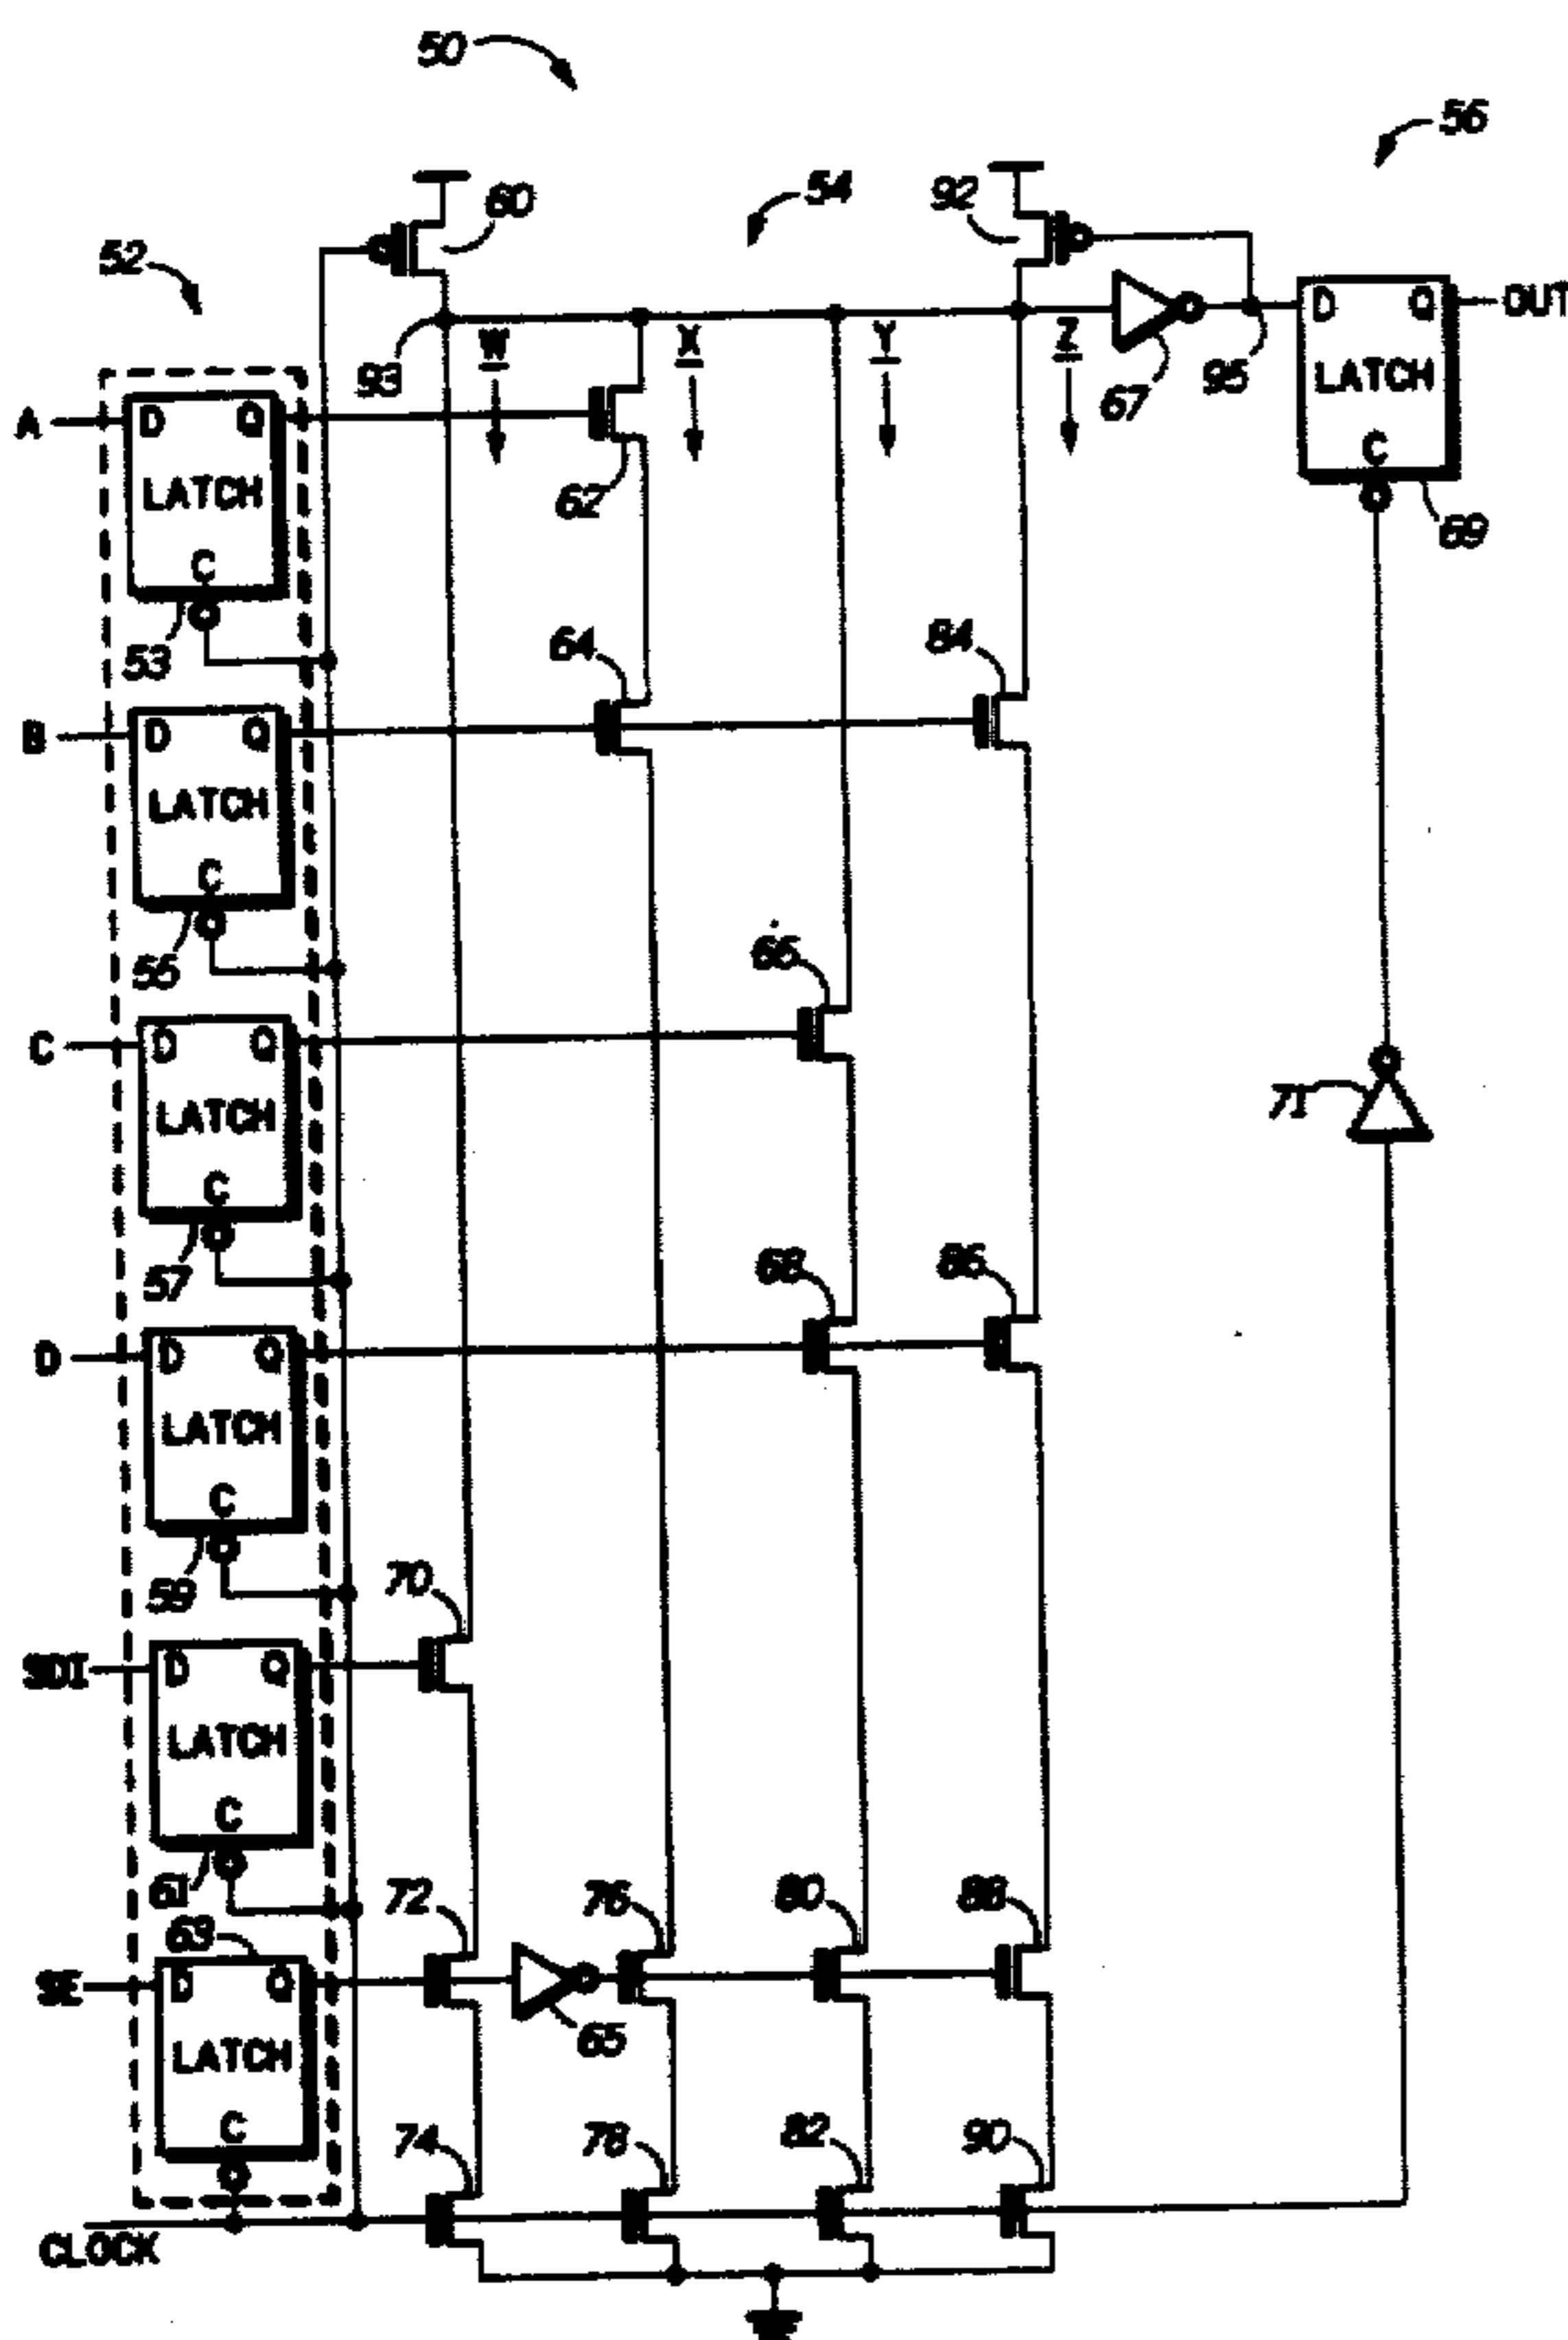 50
56
54
60
92
52
D Q OUT
W X Y Z
93
67
95
LATCH
C
69
A D Q
62
LATCH
C
53
64
84
B D Q
LATCH
C
55
66
C D Q
LATCH
C
71
57
68
86
D D Q
LATCH
C
59
70
SDI D Q
LATCH
C
61
72
76
80
88
63
SE D Q
65
LATCH
C
74
78
82
90
CLOCK